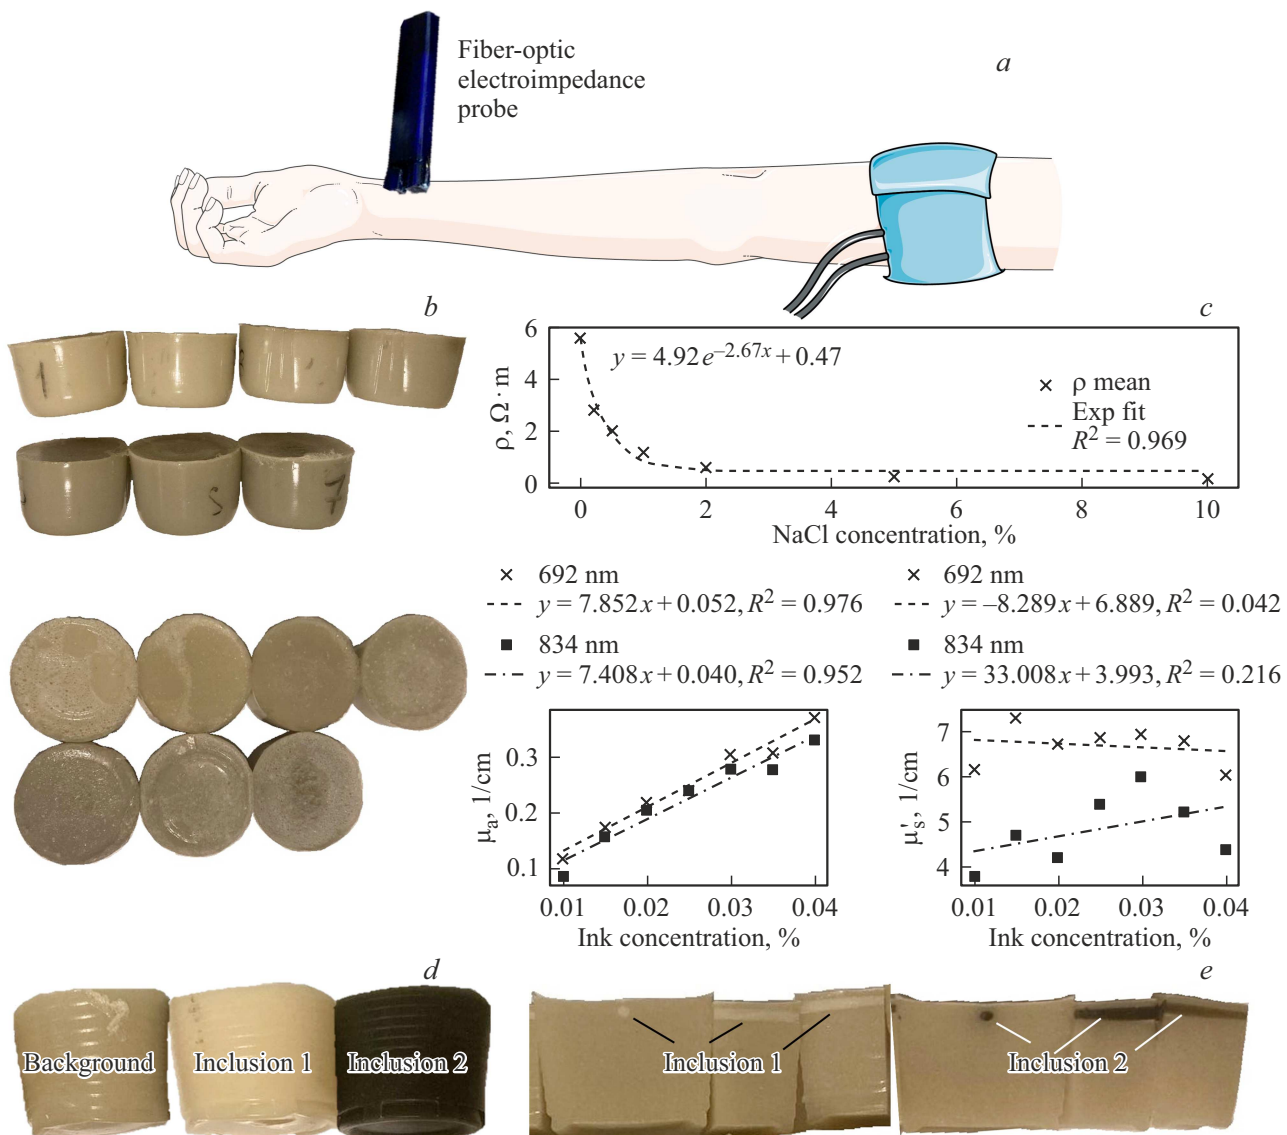 Fiber-optic
electroimpedance
probe
a
b
1
S
7
c
6
4
2
0
ρ, Ω · m
y = 4.92e^–2.67x + 0.47
ρ mean
Exp fit
R² = 0.969
0 2 4 6 8 10
NaCl concentration, %
692 nm
y = 7.852x + 0.052, R² = 0.976
834 nm
y = 7.408x + 0.040, R² = 0.952
0.3
0.2
0.1
μa, 1/cm
0.01 0.02 0.03 0.04
Ink concentration, %
692 nm
y = –8.289x + 6.889, R² = 0.042
834 nm
y = 33.008x + 3.993, R² = 0.216
7
6
5
4
μs', 1/cm
0.01 0.02 0.03 0.04
Ink concentration, %
d
Background Inclusion 1 Inclusion 2
e
Inclusion 1
Inclusion 2